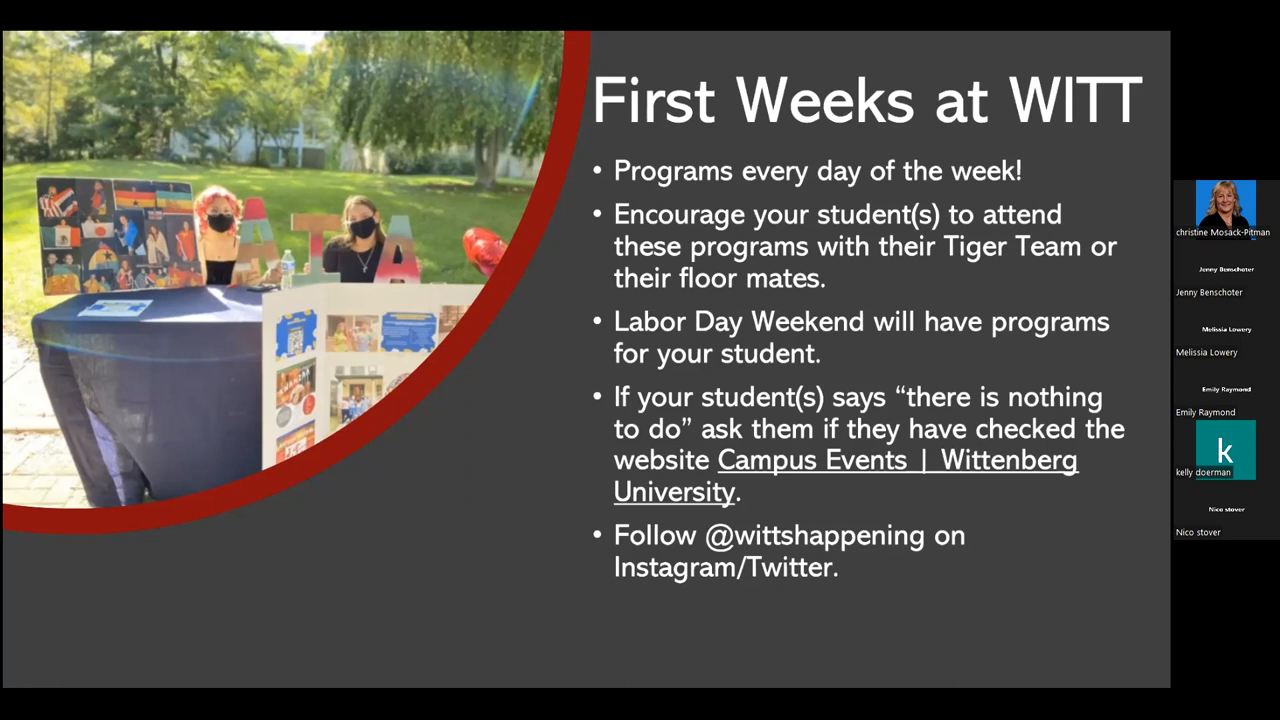 First Weeks at WITT
• Programs every day of the week!
• Encourage your student(s) to attend
these programs with their Tiger Team or
their floor mates.
• Labor Day Weekend will have programs
for your student.
• If your student(s) says “there is nothing
to do” ask them if they have checked the
website Campus Events | Wittenberg
University.
• Follow @wittshappening on
Instagram/Twitter.
christine Mosack-Pitman
Jenny Benschoter
Jenny Benschoter
Melissia Lowery
Melissia Lowery
Emily Raymond
Emily Raymond
k
kelly doerman
Nico stover
Nico stover